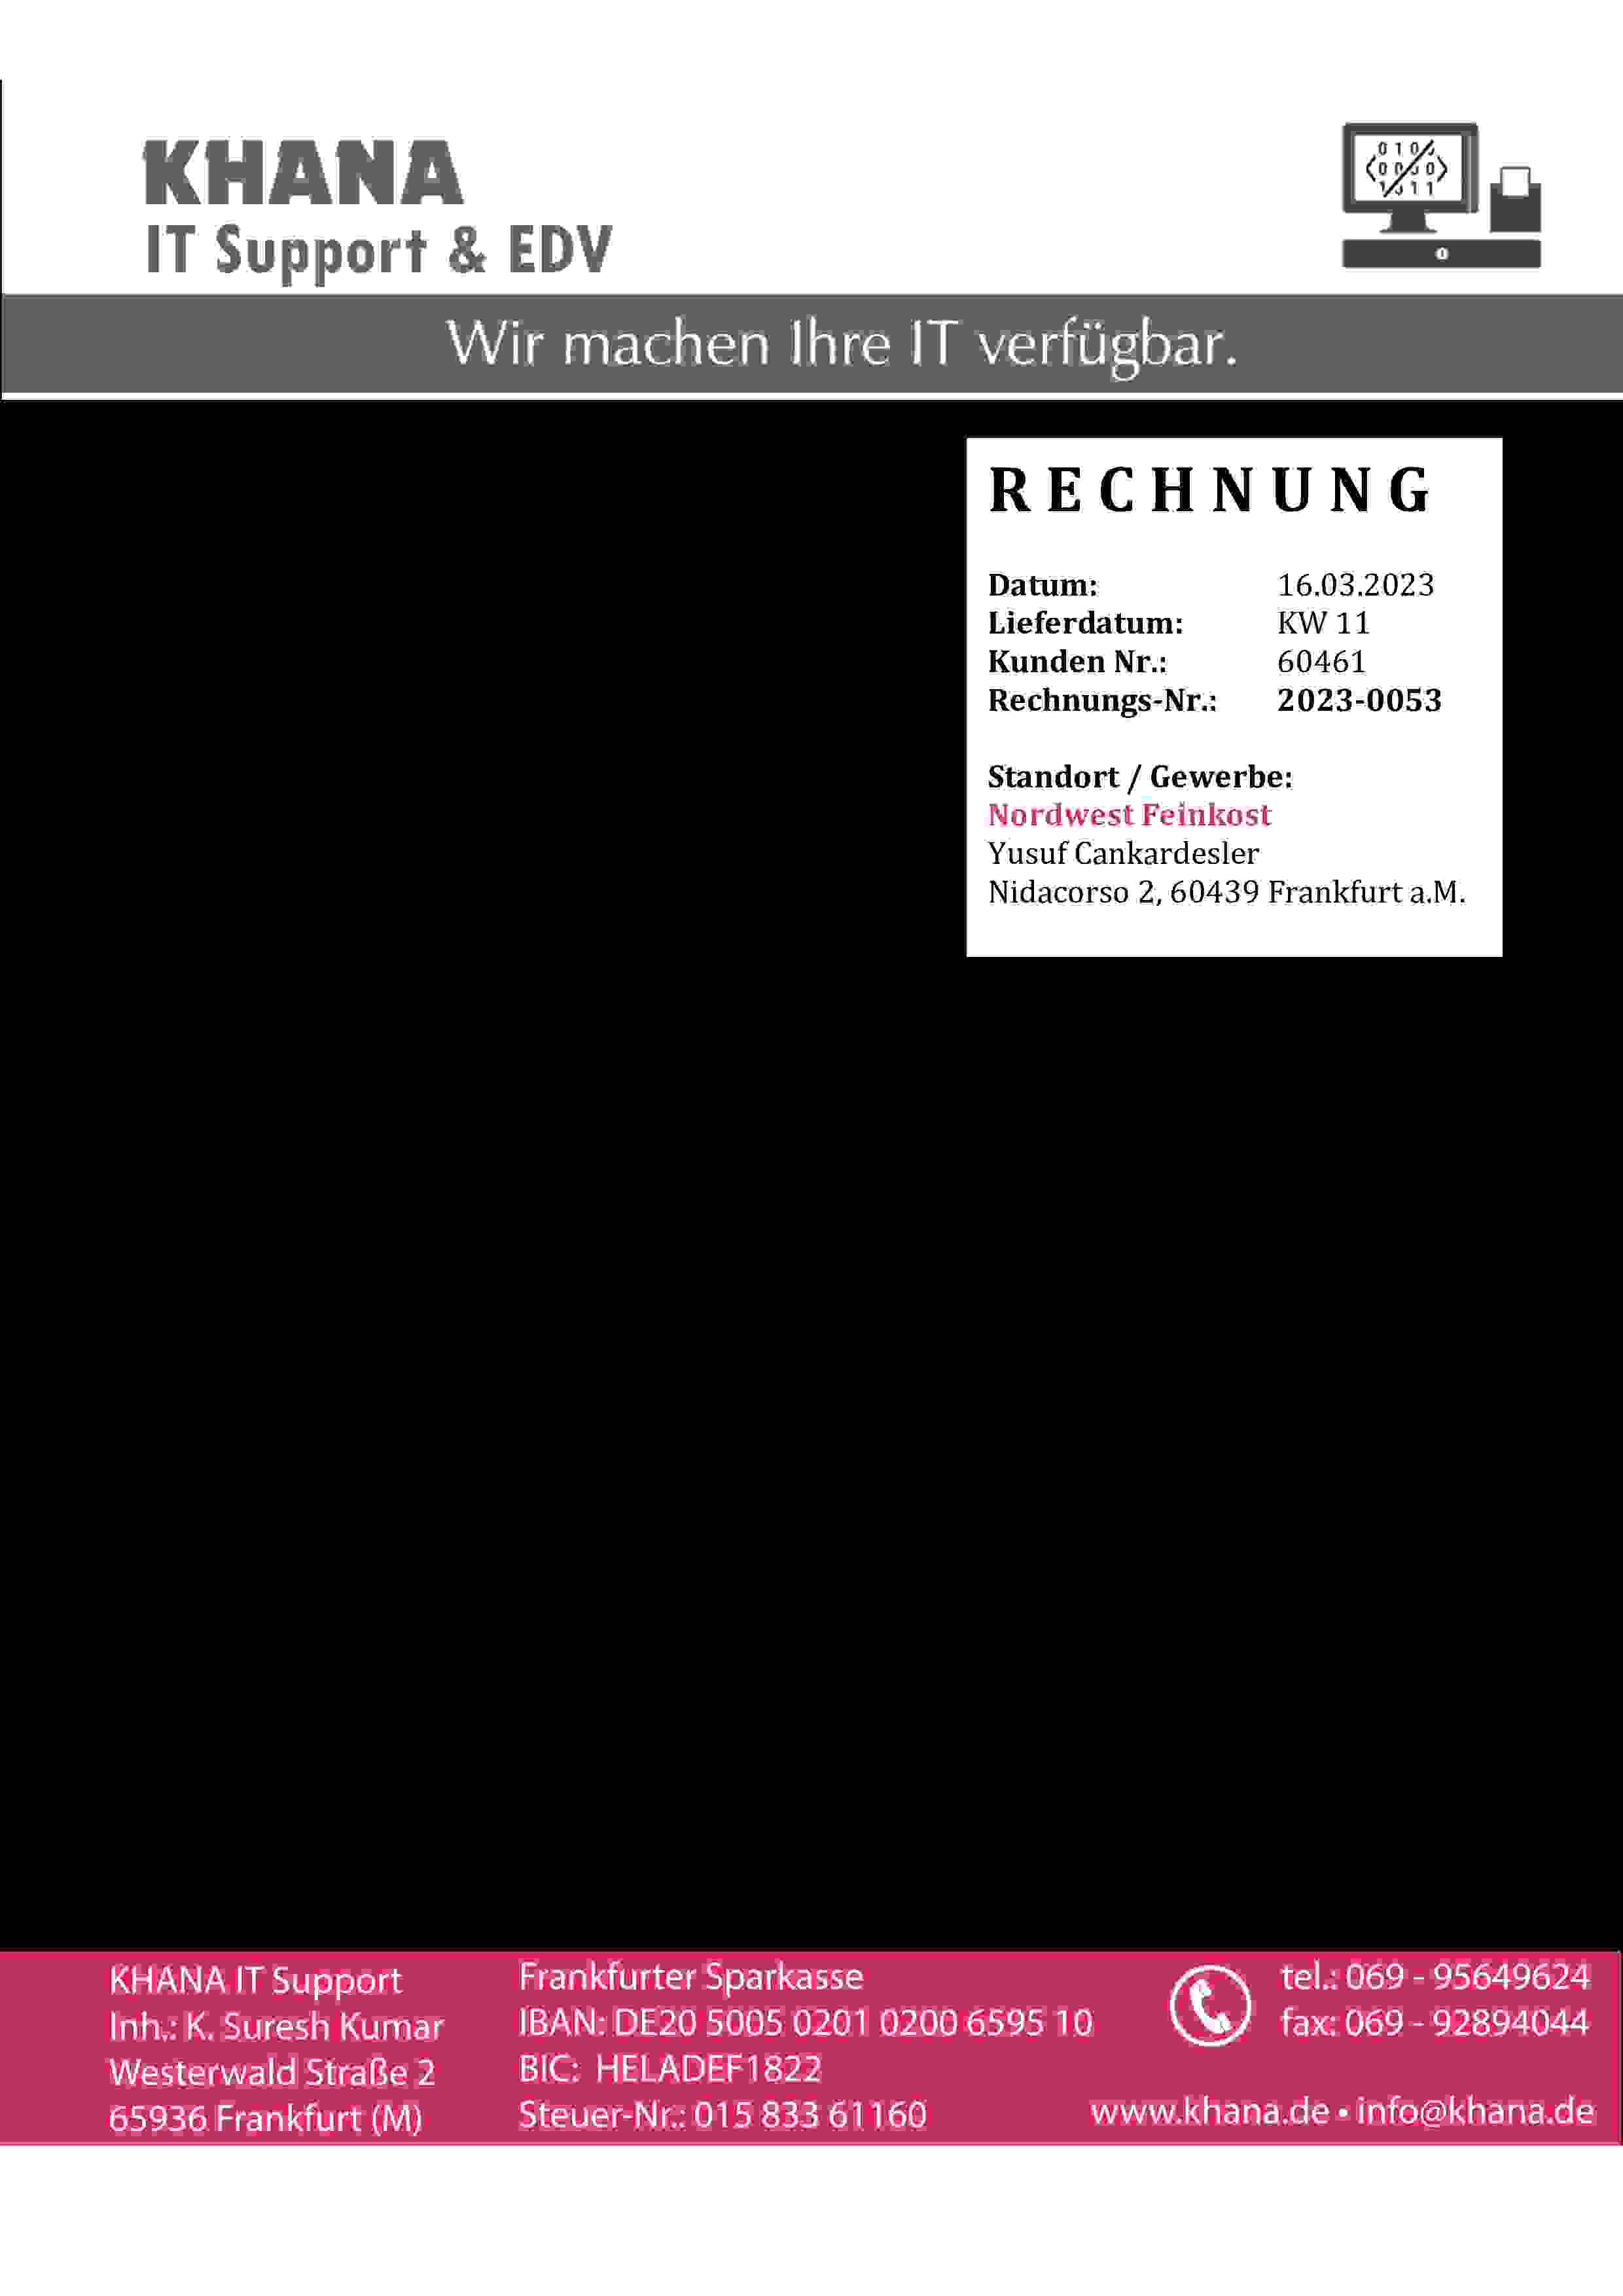 KHANA
IT Support & EDV
Wir machen Ihre IT verfügbar.
RECHNUNG
Datum: 16.03.2023
Lieferdatum: KW 11
Kunden Nr.: 60461
Rechnungs-Nr.: 2023-0053
Standort / Gewerbe:
Nordwest Feinkost
Yusuf Cankardesler
Nidacorso 2, 60439 Frankfurt a.M.
KHANA IT Support
Inh.: K. Suresh Kumar
Westerwald Straße 2
65936 Frankfurt (M)
Frankfurter Sparkasse
IBAN: DE20 5005 0201 0200 6595 10
BIC: HELADEF1822
Steuer-Nr.: 015 833 61160
tel.: 069 - 95649624
fax: 069 - 92894044
www.khana.de • info@khana.de